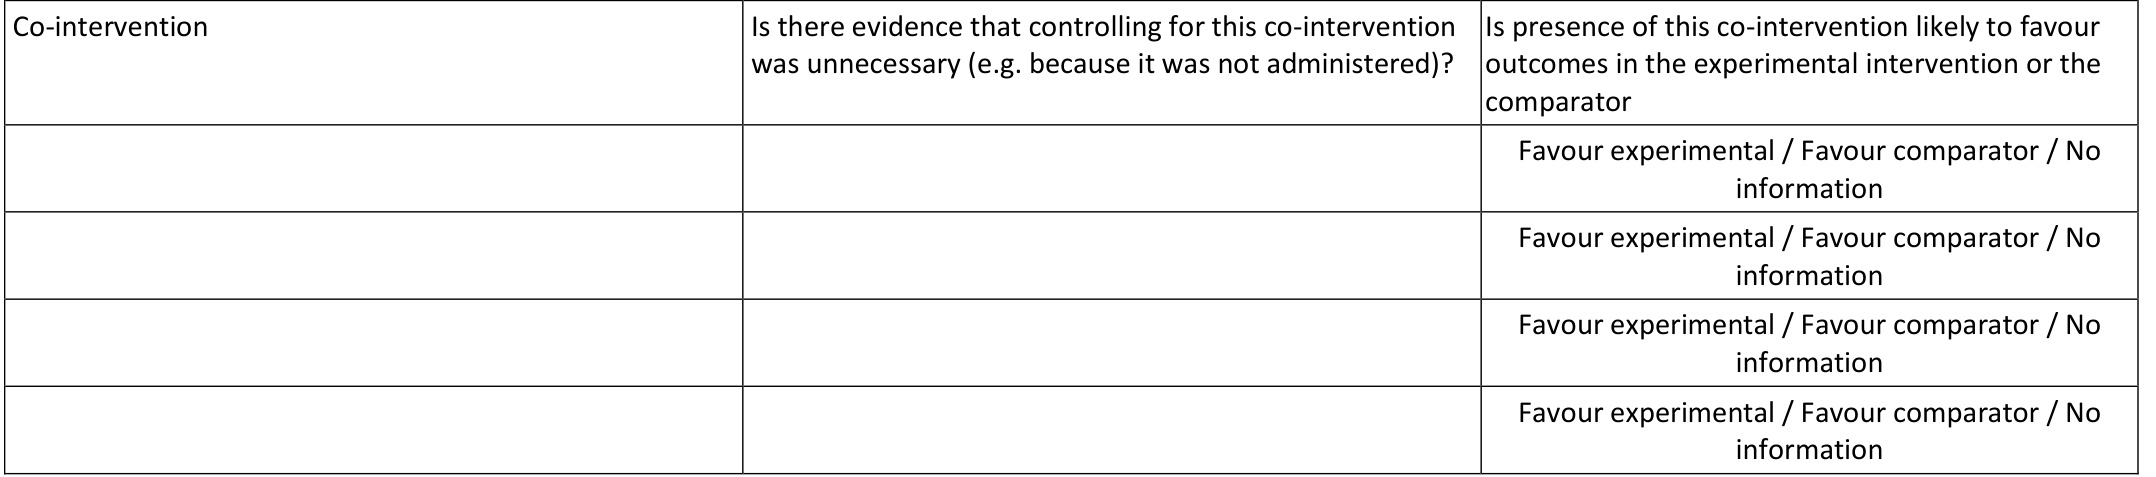 Co-intervention
Is there evidence that controlling for this co-intervention
was unnecessary (e.g. because it was not administered)?
Is presence of this co-intervention likely to favour
outcomes in the experimental intervention or the
comparator
Favour experimental / Favour comparator / No
information
Favour experimental / Favour comparator / No
information
Favour experimental / Favour comparator / No
information
Favour experimental / Favour comparator / No
information